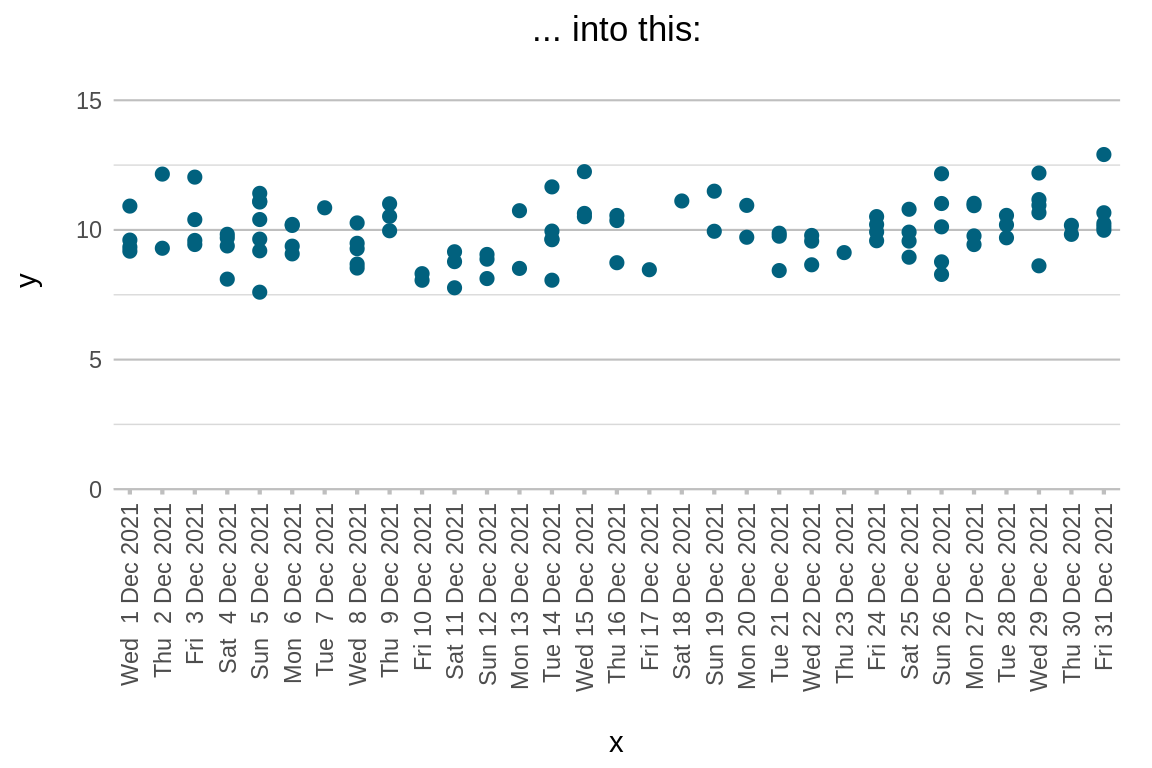 ... into this:
15
10
5
0
y
Wed  1 Dec 2021
Thu  2 Dec 2021
Fri  3 Dec 2021
Sat  4 Dec 2021
Sun  5 Dec 2021
Mon  6 Dec 2021
Tue  7 Dec 2021
Wed  8 Dec 2021
Thu  9 Dec 2021
Fri 10 Dec 2021
Sat 11 Dec 2021
Sun 12 Dec 2021
Mon 13 Dec 2021
Tue 14 Dec 2021
Wed 15 Dec 2021
Thu 16 Dec 2021
Fri 17 Dec 2021
Sat 18 Dec 2021
Sun 19 Dec 2021
Mon 20 Dec 2021
Tue 21 Dec 2021
Wed 22 Dec 2021
Thu 23 Dec 2021
Fri 24 Dec 2021
Sat 25 Dec 2021
Sun 26 Dec 2021
Mon 27 Dec 2021
Tue 28 Dec 2021
Wed 29 Dec 2021
Thu 30 Dec 2021
Fri 31 Dec 2021
x